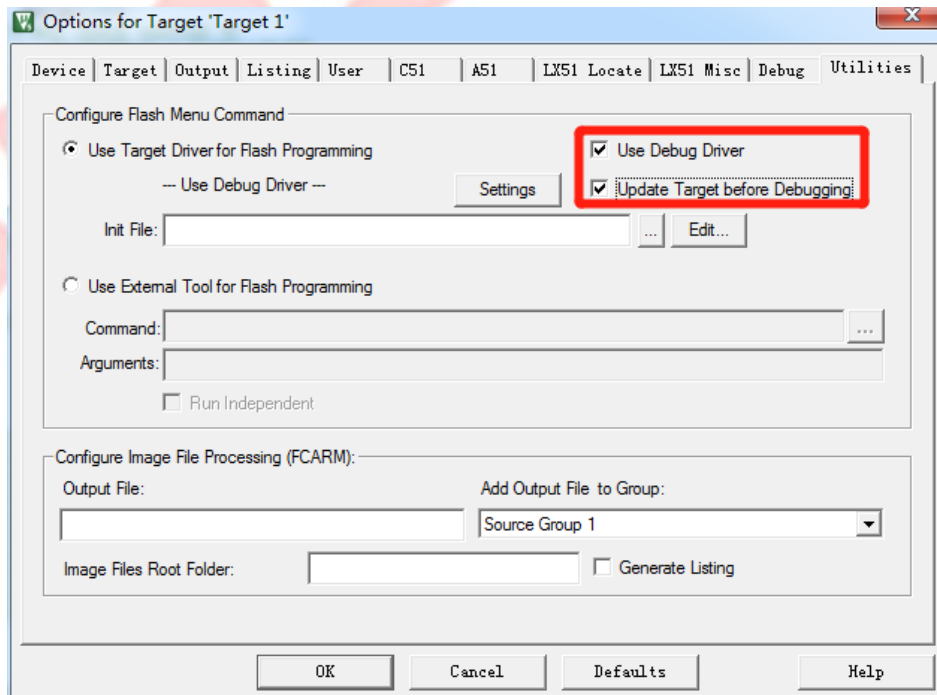 Options for Target 'Target 1'
Device Target Output Listing User C51 A51 LX51 Locate LX51 Misc Debug Utilities
Configure Flash Menu Command
Use Target Driver for Flash Programming Use Debug Driver
--- Use Debug Driver --- Settings Update Target before Debugging
Init File: ... Edit...
Use External Tool for Flash Programming
Command: ...
Arguments:
Run Independent
Configure Image File Processing (FCARM):
Output File: Add Output File to Group:
Source Group 1
Image Files Root Folder: Generate Listing
OK Cancel Defaults Help